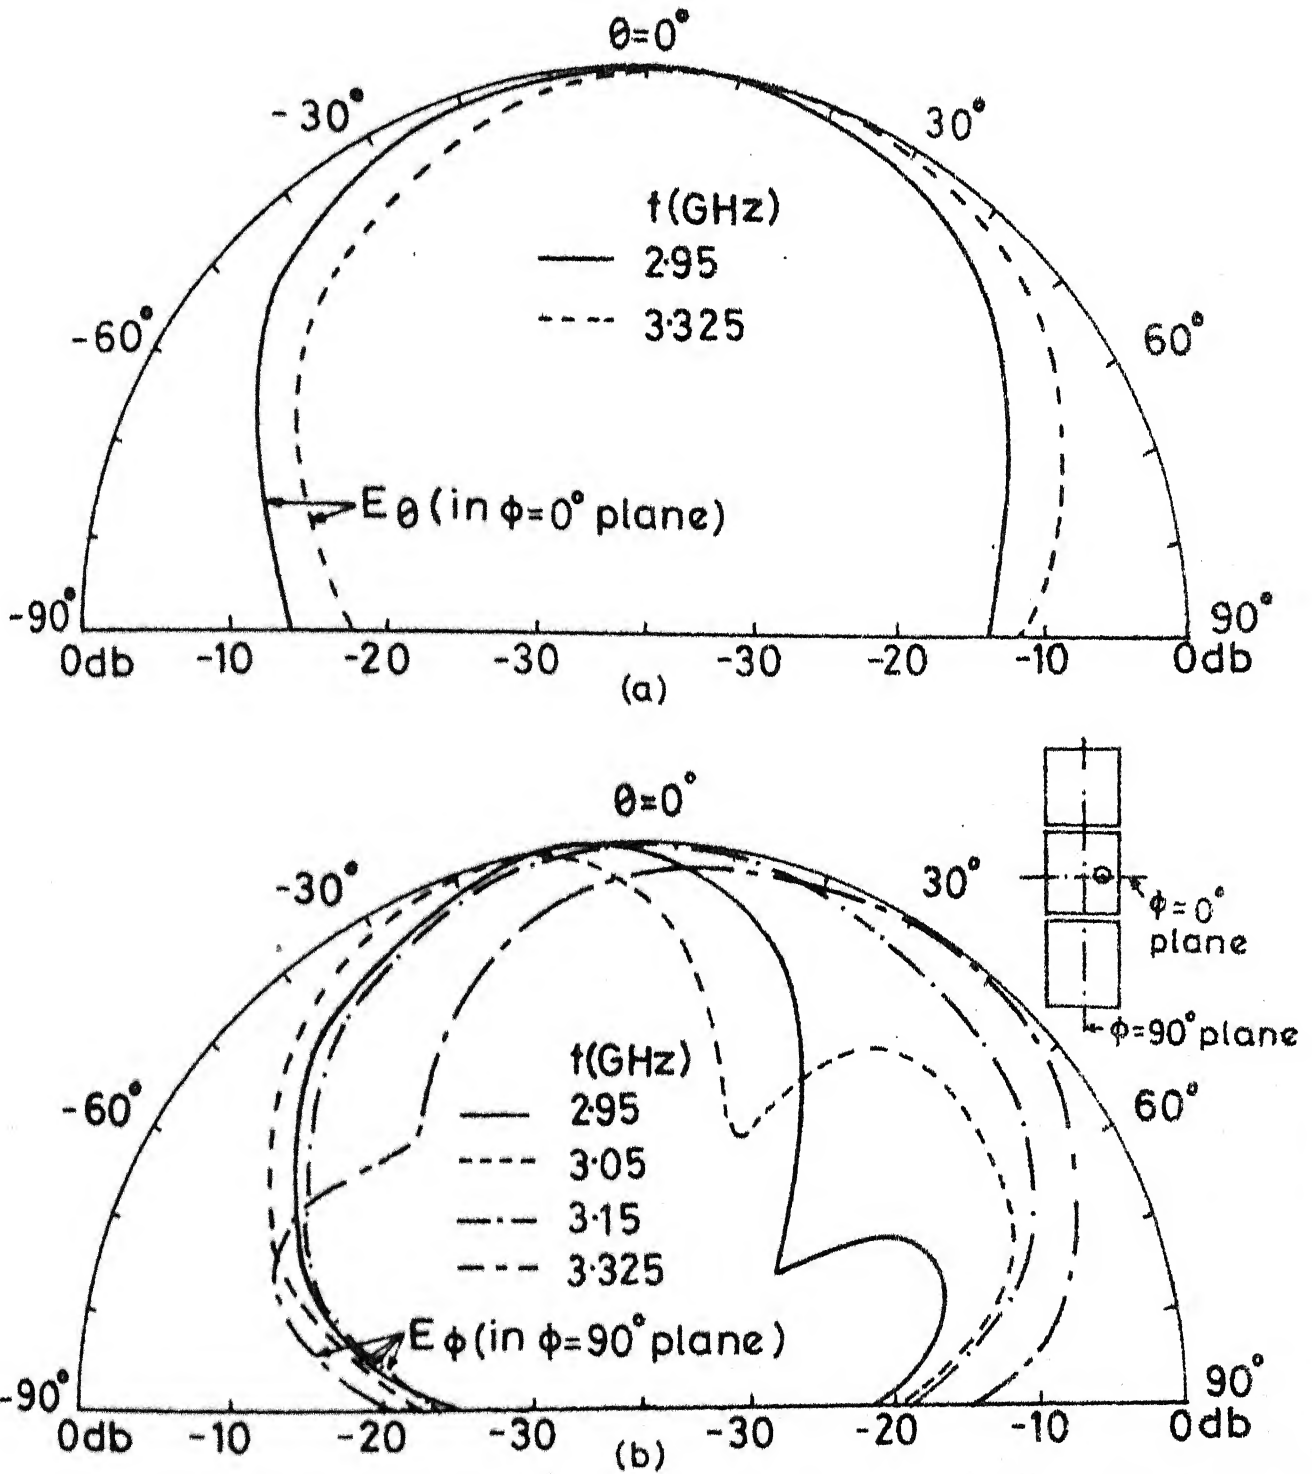 θ=0°
-30° 30°
f(GHz)
2·95
3·325
-60° 60°
Eθ (in ϕ=0° plane)
-90° 90°
0db -10 -20 -30 -30 -20 -10 0db
(a)
θ=0°
-30° 30°
ϕ=0°
plane
ϕ=90° plane
f(GHz)
2·95
3·05
3·15
3·325
-60° 60°
Eϕ (in ϕ=90° plane)
-90° 90°
0db -10 -20 -30 -30 -20 -10 0db
(b)